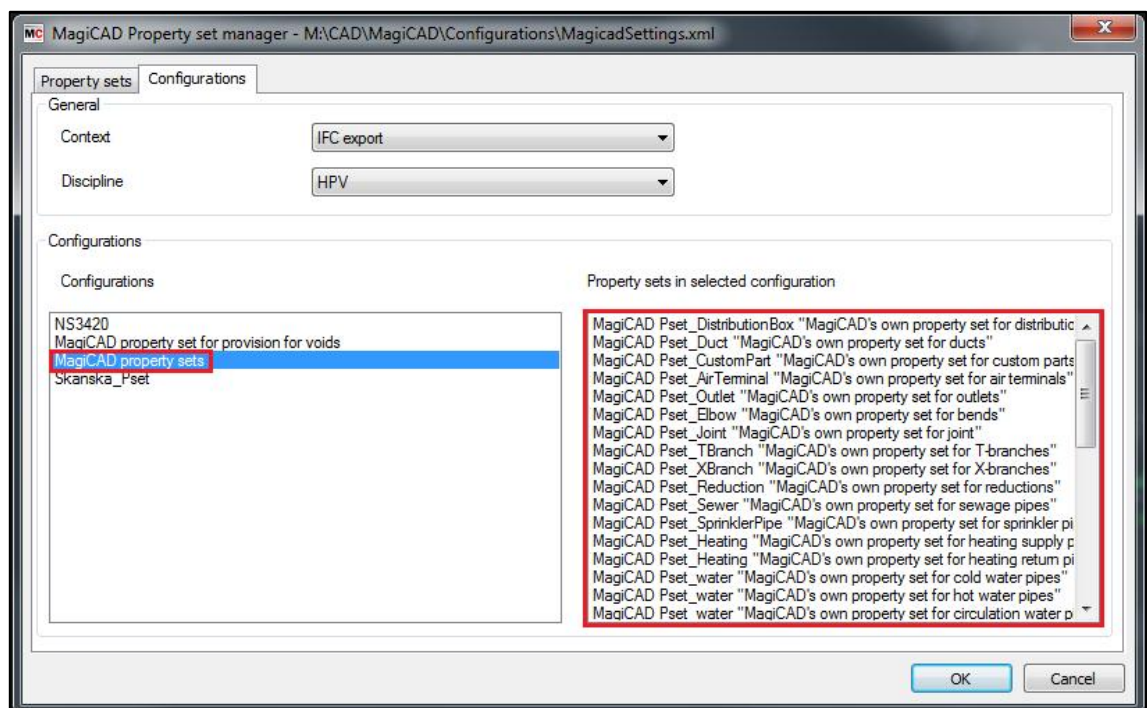 MC MagiCAD Property set manager - M:\CAD\MagiCAD\Configurations\MagicadSettings.xml
Property sets Configurations
General
Context IFC export
Discipline HPV
Configurations
Configurations
NS3420
MagiCAD property set for provision for voids
MagiCAD property sets
Skanska_Pset
Property sets in selected configuration
MagiCAD Pset_DistributionBox "MagiCAD's own property set for distributic
MagiCAD Pset_Duct "MagiCAD's own property set for ducts"
MagiCAD Pset_CustomPart "MagiCAD's own property set for custom parts
MagiCAD Pset_AirTerminal "MagiCAD's own property set for air terminals"
MagiCAD Pset_Outlet "MagiCAD's own property set for outlets"
MagiCAD Pset_Elbow "MagiCAD's own property set for bends"
MagiCAD Pset_Joint "MagiCAD's own property set for joint"
MagiCAD Pset_TBranch "MagiCAD's own property set for T-branches"
MagiCAD Pset_XBranch "MagiCAD's own property set for X-branches"
MagiCAD Pset_Reduction "MagiCAD's own property set for reductions"
MagiCAD Pset_Sewer "MagiCAD's own property set for sewage pipes"
MagiCAD Pset_SprinklerPipe "MagiCAD's own property set for sprinkler pi
MagiCAD Pset_Heating "MagiCAD's own property set for heating supply p
MagiCAD Pset_Heating "MagiCAD's own property set for heating return pi
MagiCAD Pset_water "MagiCAD's own property set for cold water pipes"
MagiCAD Pset_water "MagiCAD's own property set for hot water pipes"
MagiCAD Pset_water "MagiCAD's own property set for circulation water p
OK Cancel